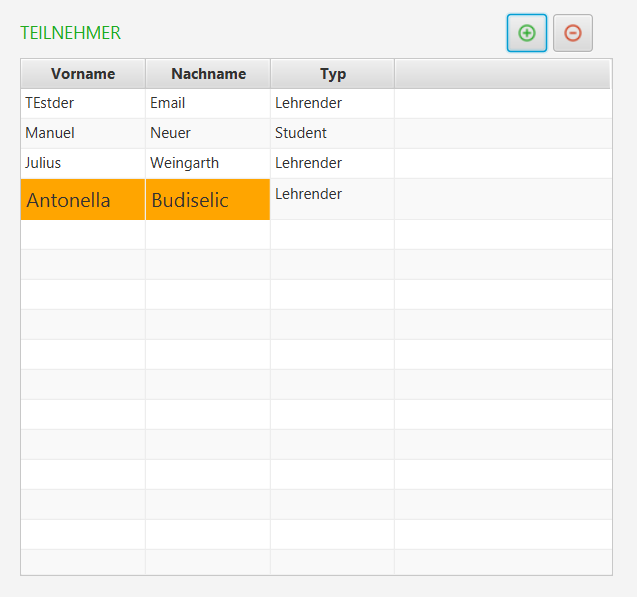 TEILNEHMER
Vorname Nachname Typ
TEstder Email Lehrender
Manuel Neuer Student
Julius Weingarth Lehrender
Antonella Budiselic Lehrender